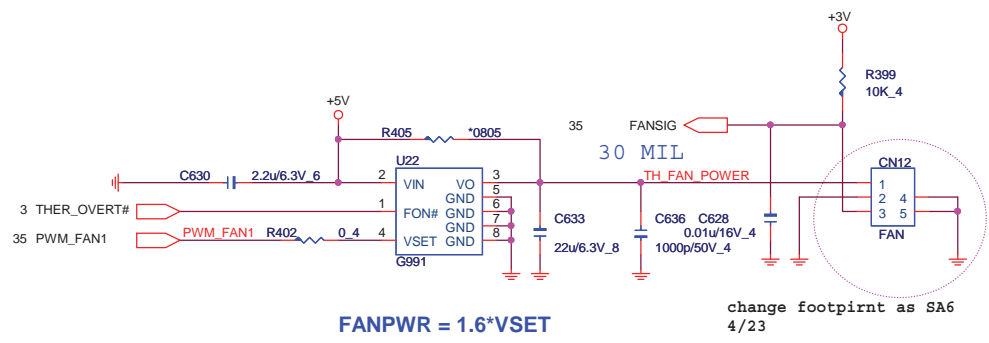 +3V
R399
10K_4
+5V
R405 *0805
35 FANSIG
30 MIL
U22
CN12
C630 2.2u/6.3V_6
2 VIN VO 3
TH_FAN_POWER
1
GND 5
2 4
3 THER_OVERT#
1 FON# GND 6
3 5
GND 7
C633
C636 C628
FAN
35 PWM_FAN1
PWM_FAN1
R402 0_4
4 VSET GND 8
0.01u/16V_4
22u/6.3V_8
1000p/50V_4
G991
change footpirnt as SA6
4/23
FANPWR = 1.6*VSET